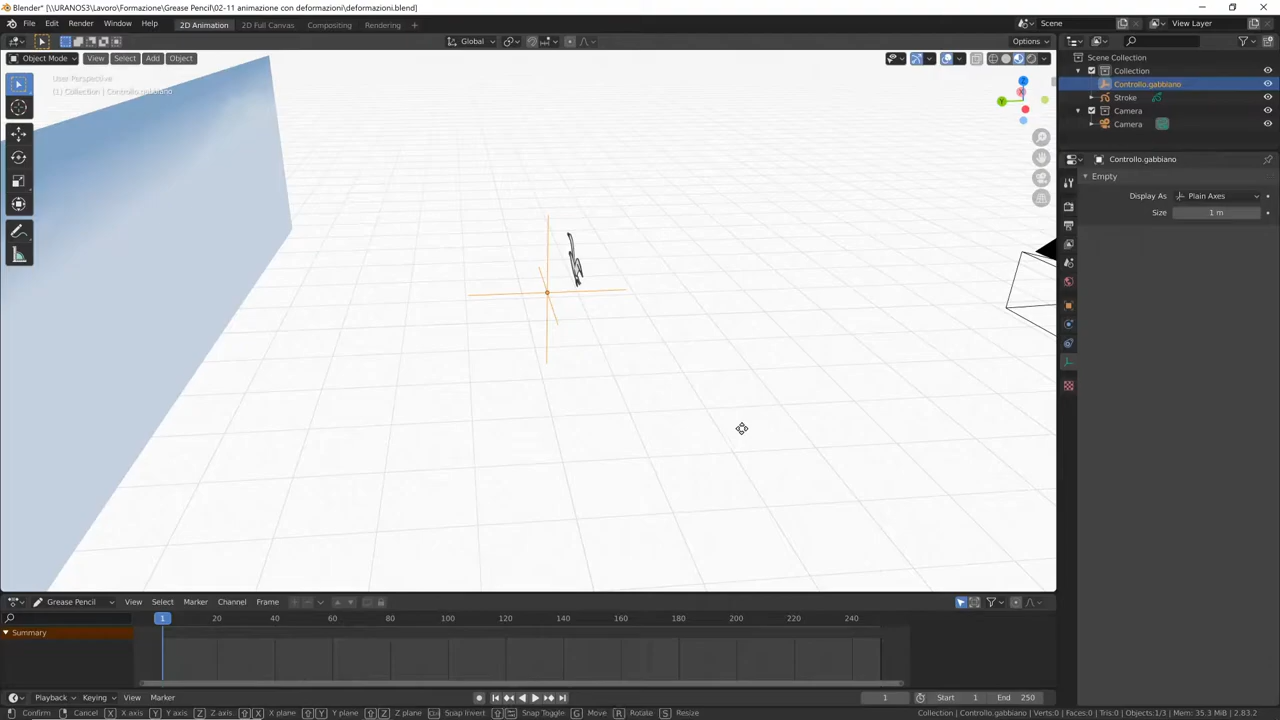 Blender* [\\URANOS3\Lavoro\Formazione\Grease Pencil\02-11 animazione con deformazioni\deformazioni.blend]
File Edit Render Window Help 2D Animation 2D Full Canvas Compositing Rendering + Scene View Layer
Global Options
Object Mode View Select Add Object
User Perspective
(1) Collection | Controllo.gabbiano
Z
X
Y
Scene Collection
Collection
Controllo.gabbiano
Stroke
Camera
Camera
Controllo.gabbiano
Empty
Display As Plain Axes
Size 1 m
Grease Pencil View Select Marker Channel Frame
1 20 40 60 80 100 120 140 160 180 200 220 240
Summary
Playback Keying View Marker 1 Start 1 End 250
Confirm Cancel X X axis Y Y axis Z Z axis X X plane Y Y plane Z Z plane Snap Invert Snap Toggle G Move R Rotate S Resize Collection | Controllo.gabbiano | Verts:0 | Faces:0 | Tris:0 | Objects:1/3 | Mem: 35.3 MiB | 2.83.2